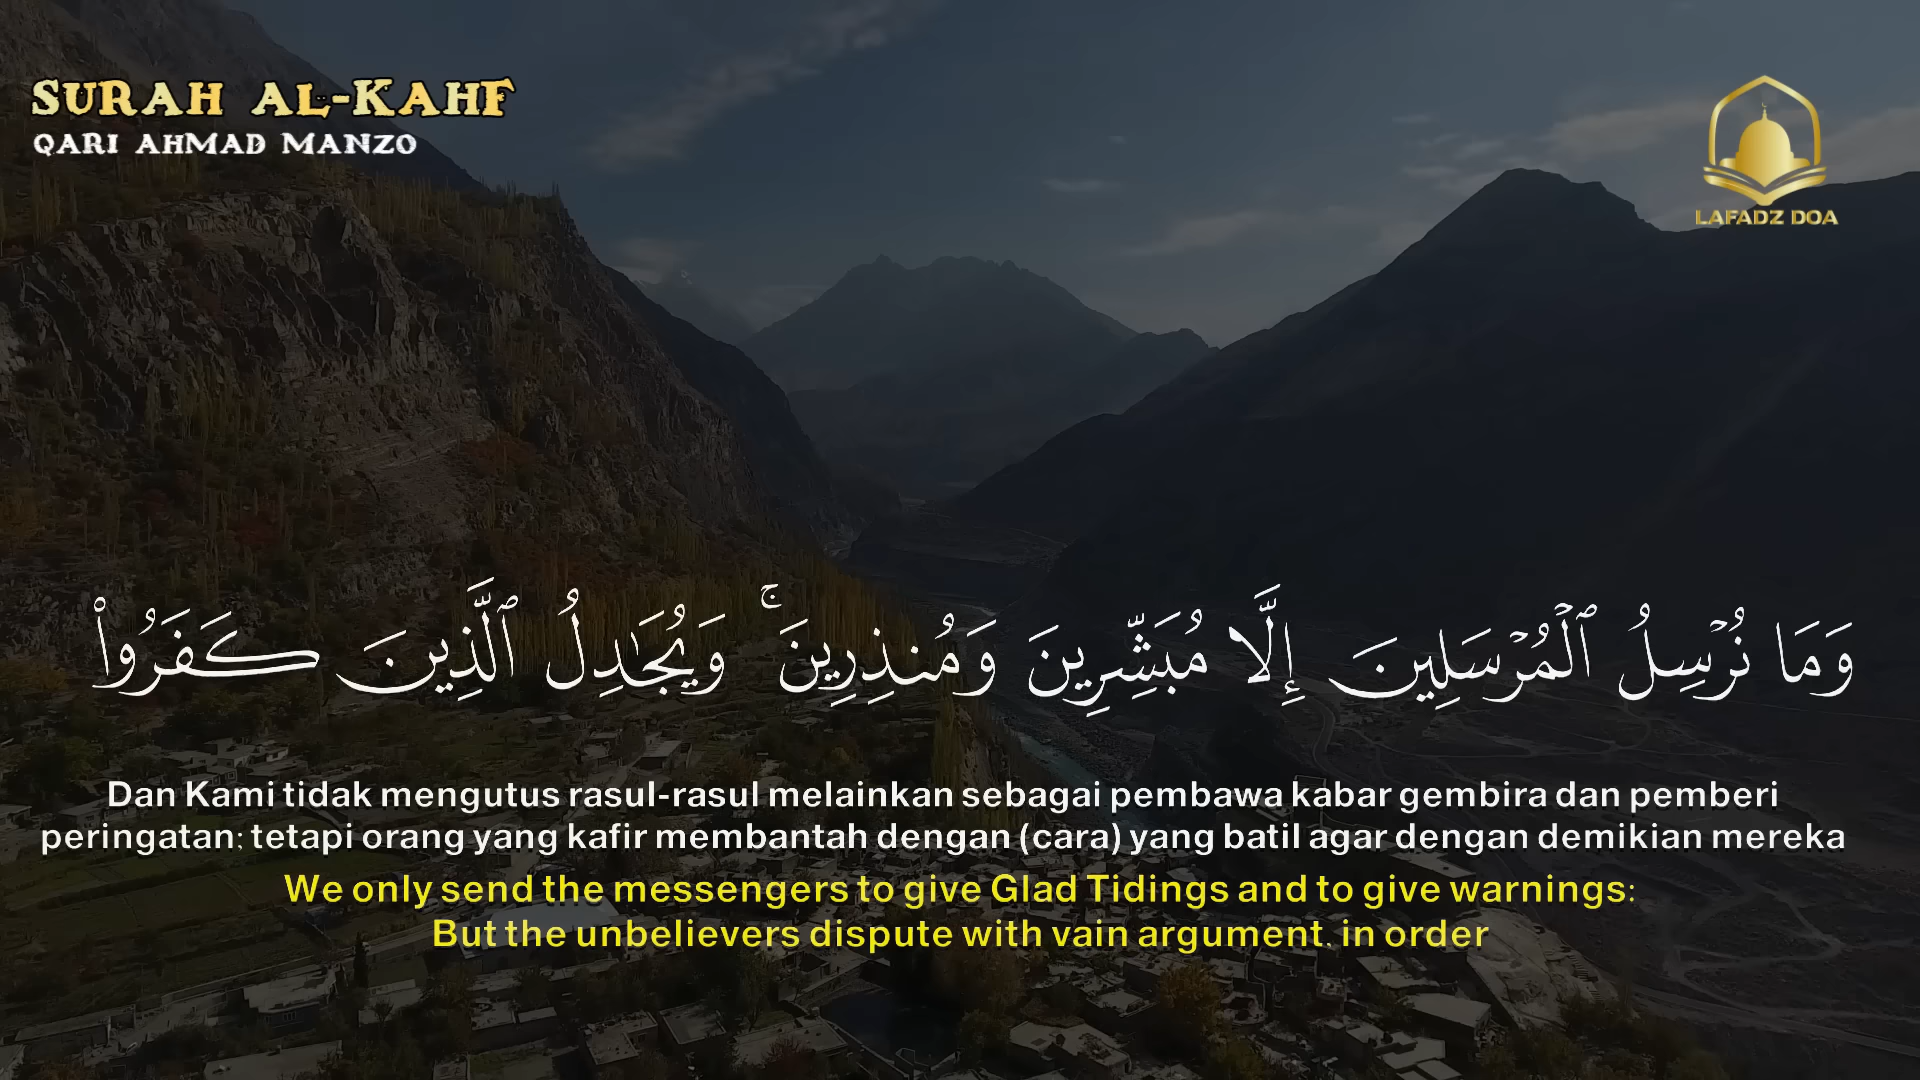 SURAH AL-KAHF
QARI AHMAD MANZO
LAFADZ DOA
وَمَا نُرْسِلُ ٱلْمُرْسَلِينَ إِلَّا مُبَشِّرِينَ وَمُنذِرِينَ ۚ وَيُجَـٰدِلُ ٱلَّذِينَ كَفَرُوا۟
Dan Kami tidak mengutus rasul-rasul melainkan sebagai pembawa kabar gembira dan pemberi
peringatan; tetapi orang yang kafir membantah dengan (cara) yang batil agar dengan demikian mereka
We only send the messengers to give Glad Tidings and to give warnings:
But the unbelievers dispute with vain argument, in order